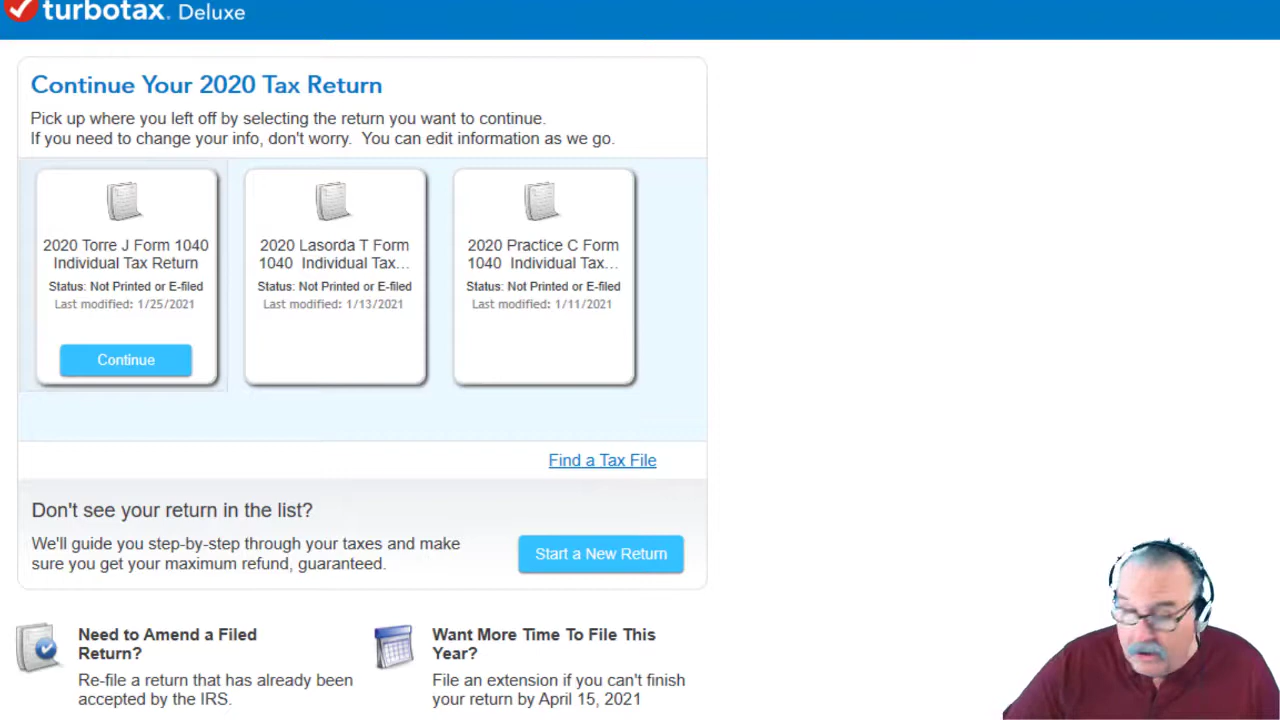 turbotax. Deluxe
Continue Your 2020 Tax Return
Pick up where you left off by selecting the return you want to continue.
If you need to change your info, don't worry. You can edit information as we go.
2020 Torre J Form 1040
Individual Tax Return
Status: Not Printed or E-filed
Last modified: 1/25/2021
Continue
2020 Lasorda T Form
1040 Individual Tax...
Status: Not Printed or E-filed
Last modified: 1/13/2021
2020 Practice C Form
1040 Individual Tax...
Status: Not Printed or E-filed
Last modified: 1/11/2021
Find a Tax File
Don't see your return in the list?
We'll guide you step-by-step through your taxes and make
sure you get your maximum refund, guaranteed.
Start a New Return
Need to Amend a Filed
Return?
Re-file a return that has already been
accepted by the IRS.
Want More Time To File This
Year?
File an extension if you can't finish
your return by April 15, 2021